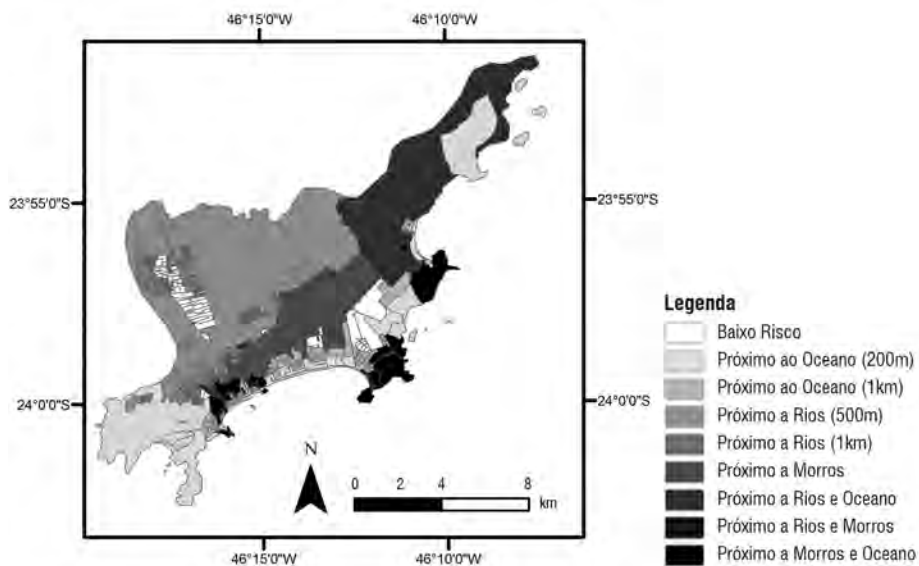 46°15'0"W
46°10'0"W
23°55'0"S
23°55'0"S
24°0'0"S
24°0'0"S
N
0 2 4 8
km
46°15'0"W
46°10'0"W
Legenda
Baixo Risco
Próximo ao Oceano (200m)
Próximo ao Oceano (1km)
Próximo a Rios (500m)
Próximo a Rios (1km)
Próximo a Morros
Próximo a Rios e Oceano
Próximo a Rios e Morros
Próximo a Morros e Oceano